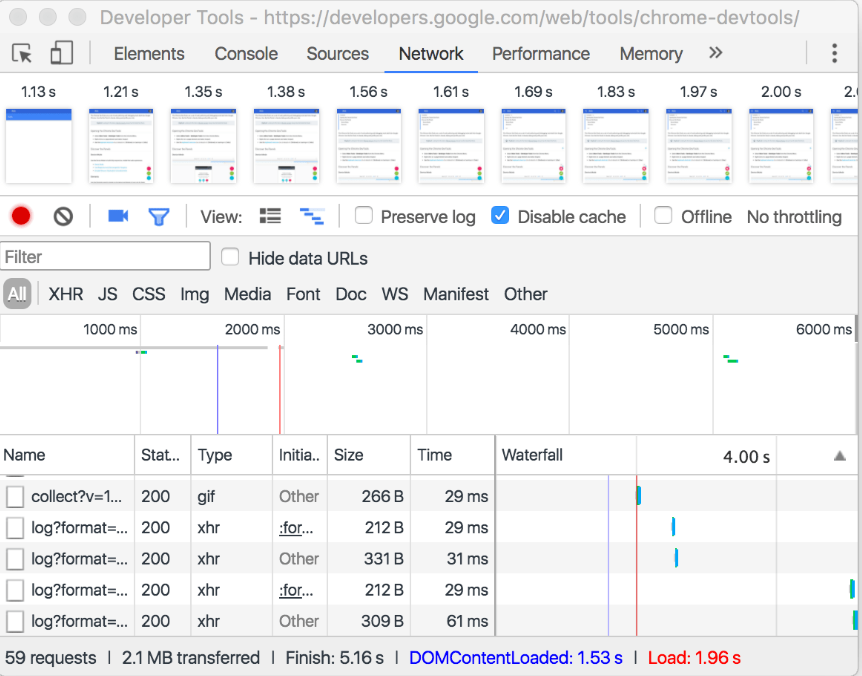 Developer Tools - https://developers.google.com/web/tools/chrome-devtools/
Elements Console Sources Network Performance Memory »
1.13 s 1.21 s 1.35 s 1.38 s 1.56 s 1.61 s 1.69 s 1.83 s 1.97 s 2.00 s 2.0
View: Preserve log Disable cache Offline No throttling
Filter Hide data URLs
All XHR JS CSS Img Media Font Doc WS Manifest Other
1000 ms 2000 ms 3000 ms 4000 ms 5000 ms 6000 ms
Name Stat... Type Initia.. Size Time Waterfall 4.00 s
collect?v=1... 200 gif Other 266 B 29 ms
log?format=... 200 xhr :for... 212 B 29 ms
log?format=... 200 xhr Other 331 B 31 ms
log?format=... 200 xhr :for... 212 B 29 ms
log?format=... 200 xhr Other 309 B 61 ms
59 requests | 2.1 MB transferred | Finish: 5.16 s | DOMContentLoaded: 1.53 s | Load: 1.96 s